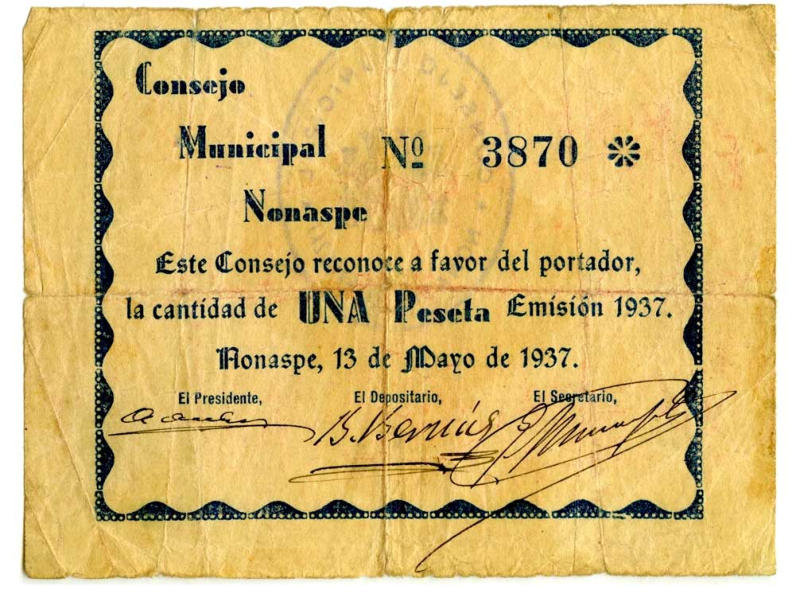 Consejo
Municipal
Nonaspe
Nº 3870
Este Consejo reconoce a favor del portador,
la cantidad de UNA Peseta Emisión 1937.
Nonaspe, 13 de Mayo de 1937.
El Presidente, El Depositario, El Secretario,